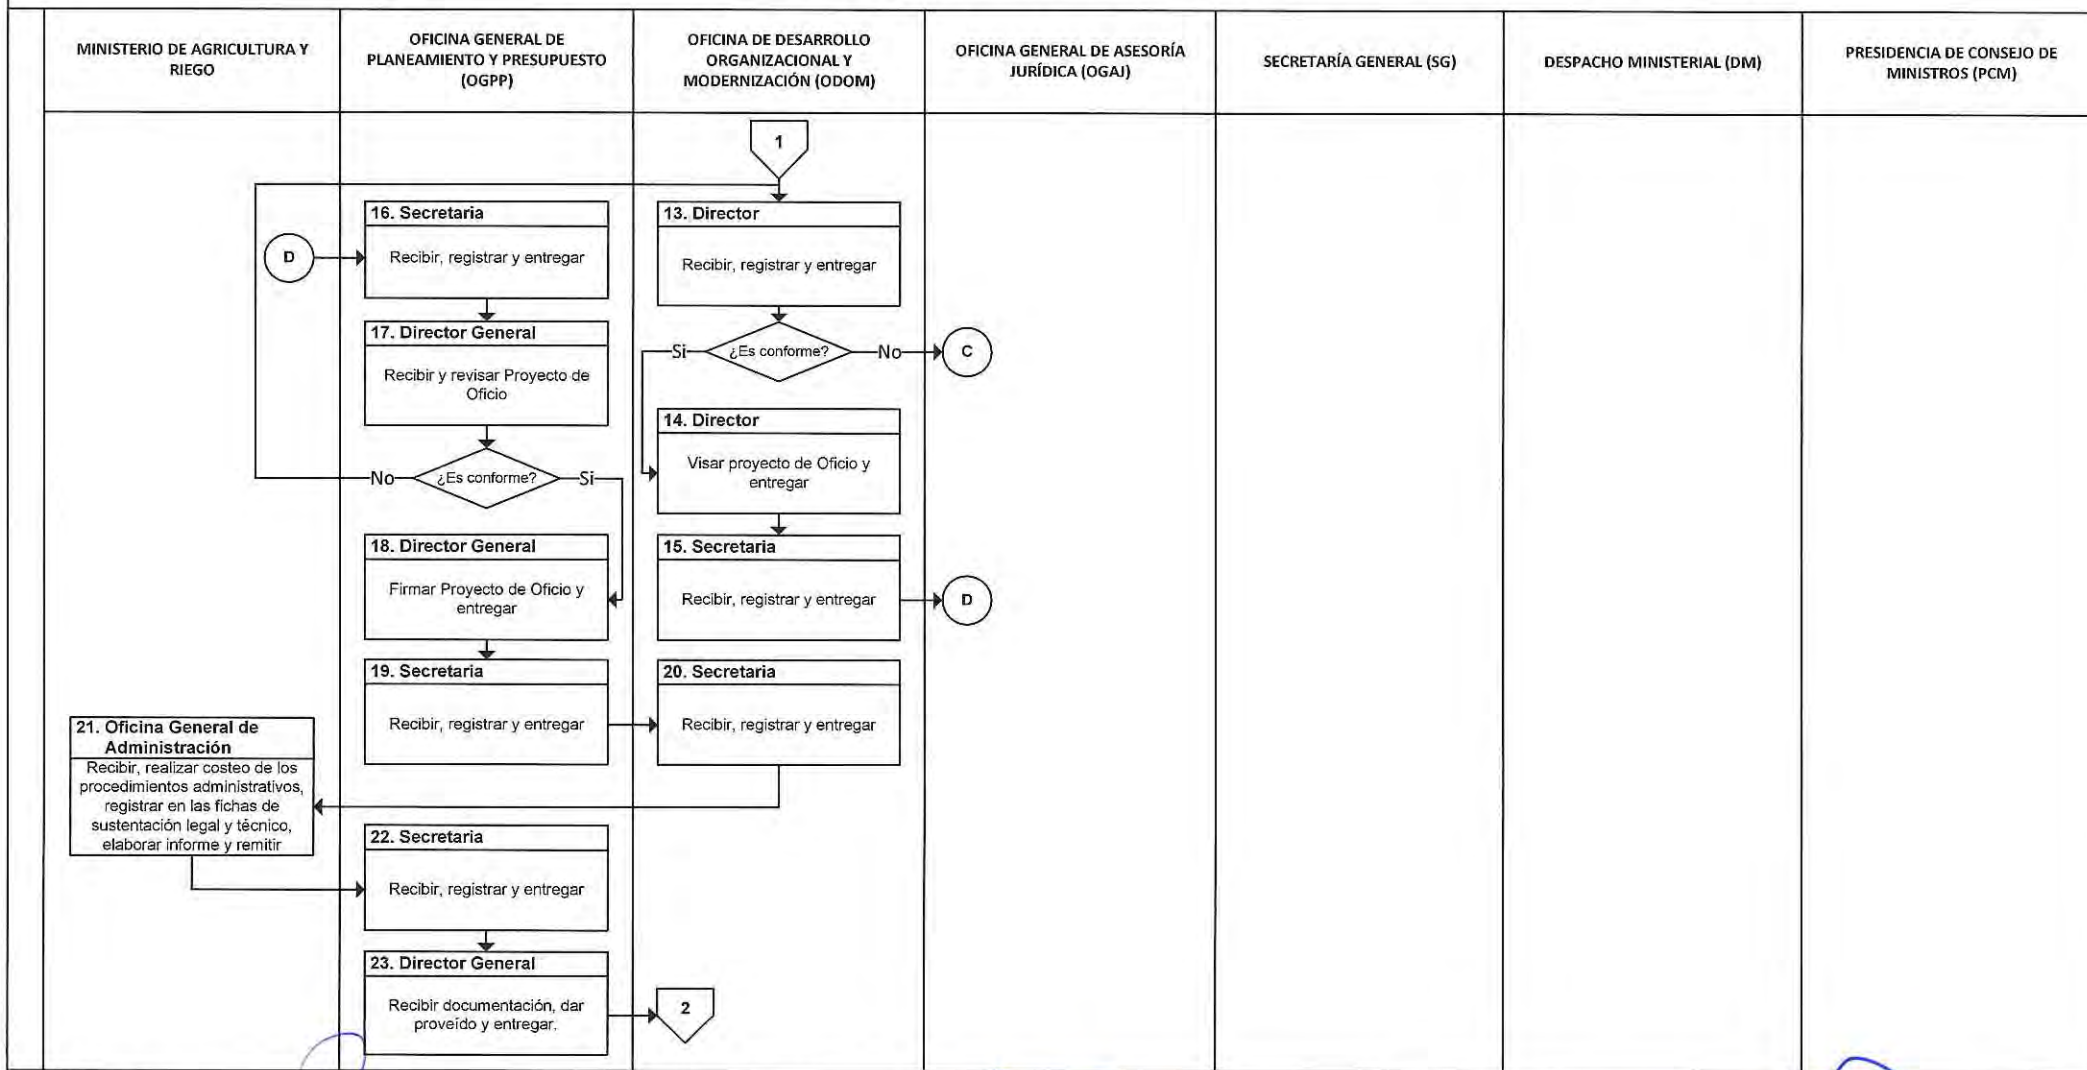 MINISTERIO DE AGRICULTURA Y
RIEGO
OFICINA GENERAL DE
PLANEAMIENTO Y PRESUPUESTO
(OGPP)
OFICINA DE DESARROLLO
ORGANIZACIONAL Y
MODERNIZACIÓN (ODOM)
OFICINA GENERAL DE ASESORÍA
JURÍDICA (OGAJ)
SECRETARÍA GENERAL (SG)
DESPACHO MINISTERIAL (DM)
PRESIDENCIA DE CONSEJO DE
MINISTROS (PCM)
1
13. Director
Recibir, registrar y entregar
¿Es conforme?
Si
No
C
14. Director
Visar proyecto de Oficio y
entregar
15. Secretaria
Recibir, registrar y entregar
D
D
16. Secretaria
Recibir, registrar y entregar
17. Director General
Recibir y revisar Proyecto de
Oficio
¿Es conforme?
No
Si
18. Director General
Firmar Proyecto de Oficio y
entregar
19. Secretaria
Recibir, registrar y entregar
20. Secretaria
Recibir, registrar y entregar
21. Oficina General de
Administración
Recibir, realizar costeo de los
procedimientos administrativos,
registrar en las fichas de
sustentación legal y técnico,
elaborar informe y remitir
22. Secretaria
Recibir, registrar y entregar
23. Director General
Recibir documentación, dar
proveído y entregar.
2